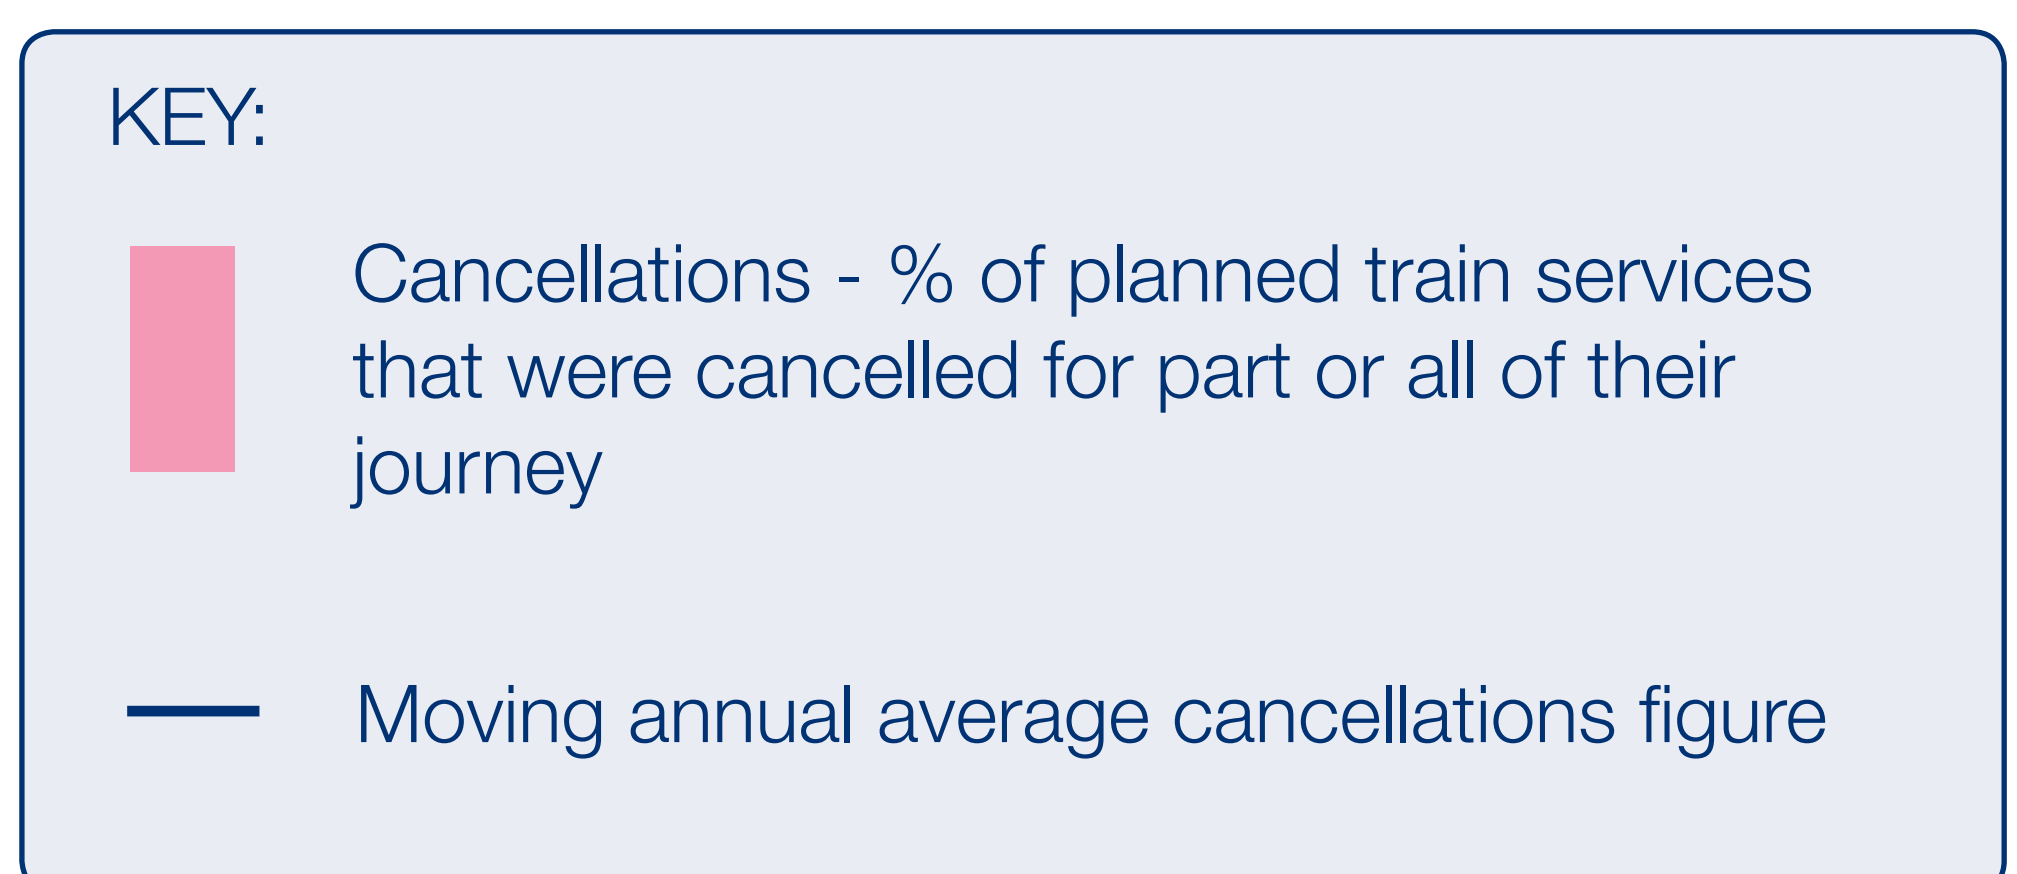 KEY:
Cancellations - % of planned train services
that were cancelled for part or all of their
journey
Moving annual average cancellations figure